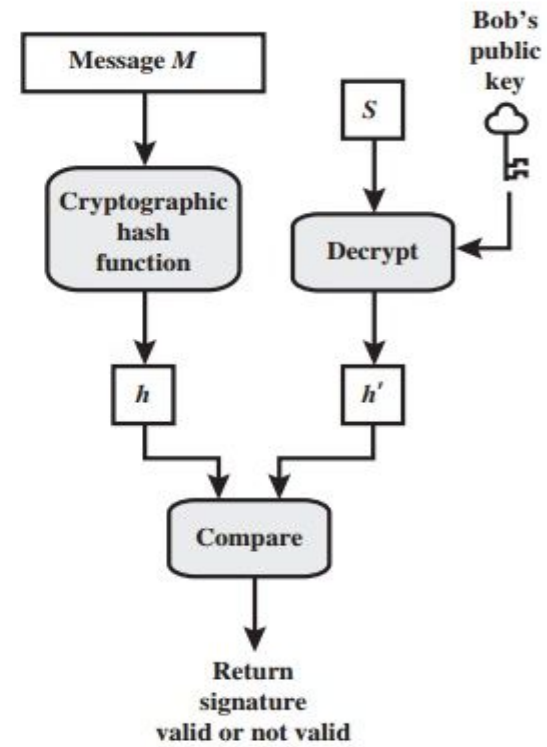 Bob's
public
key
Message M
S
Cryptographic
hash
function
Decrypt
h
h′
Compare
Return
signature
valid or not valid